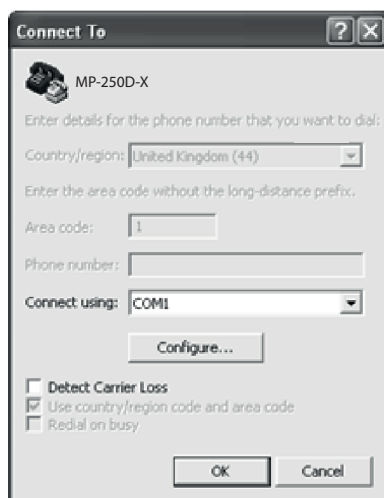 Connect To
MP-250D-X
Enter details for the phone number that you want to dial:
Country/region: United Kingdom (44)
Enter the area code without the long-distance prefix.
Area code: 1
Phone number:
Connect using: COM1
Configure...
Detect Carrier Loss
Use country/region code and area code
Redial on busy
OK Cancel